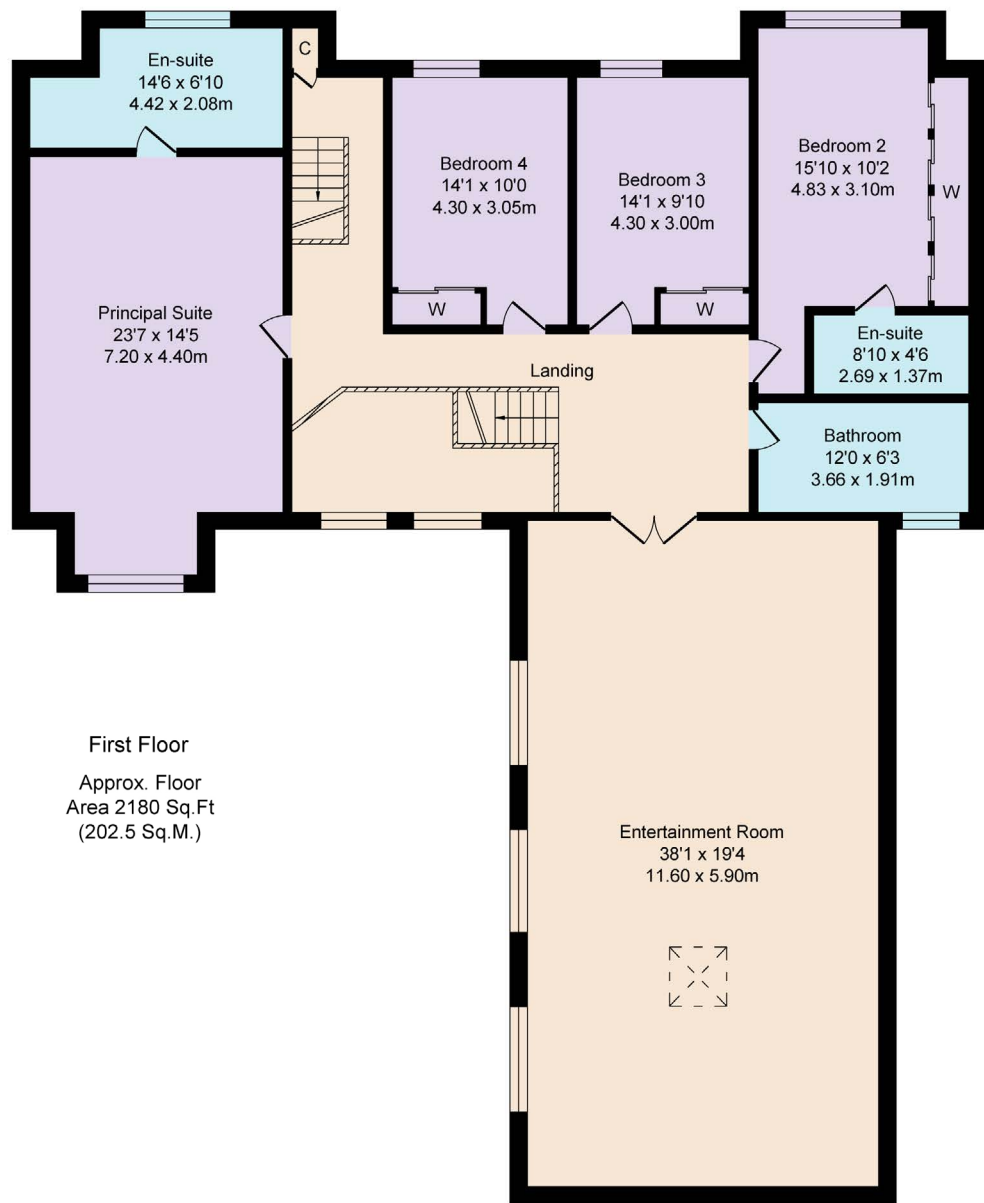 En-suite
14'6 x 6'10
4.42 x 2.08m
C
Bedroom 4
14'1 x 10'0
4.30 x 3.05m
W
Bedroom 3
14'1 x 9'10
4.30 x 3.00m
W
Bedroom 2
15'10 x 10'2
4.83 x 3.10m
W
Principal Suite
23'7 x 14'5
7.20 x 4.40m
Landing
En-suite
8'10 x 4'6
2.69 x 1.37m
Bathroom
12'0 x 6'3
3.66 x 1.91m
First Floor
Approx. Floor
Area 2180 Sq.Ft
(202.5 Sq.M.)
Entertainment Room
38'1 x 19'4
11.60 x 5.90m